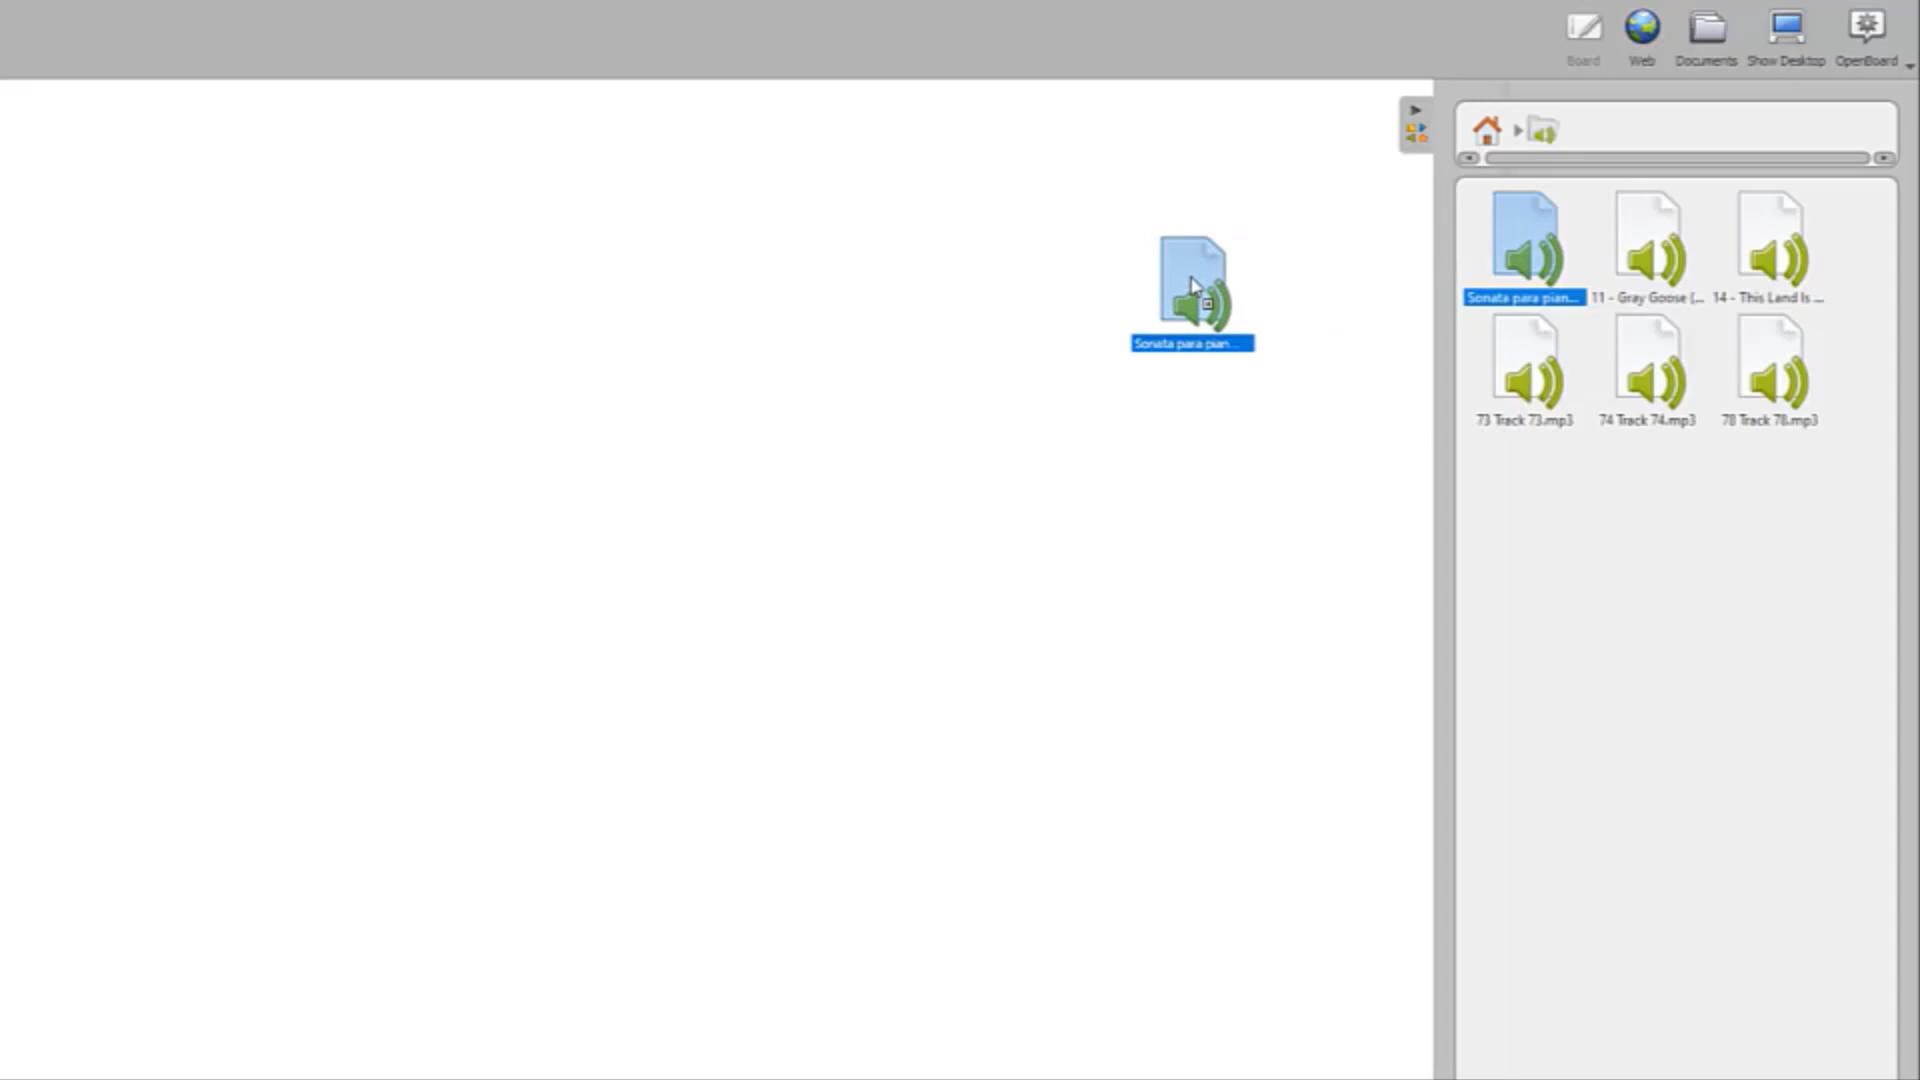 Board Web Documents Show Desktop OpenBoard
Sonata para pian...
Sonata para pian... 11 - Gray Goose (... 14 - This Land Is ...
73 Track 73.mp3 74 Track 74.mp3 78 Track 78.mp3